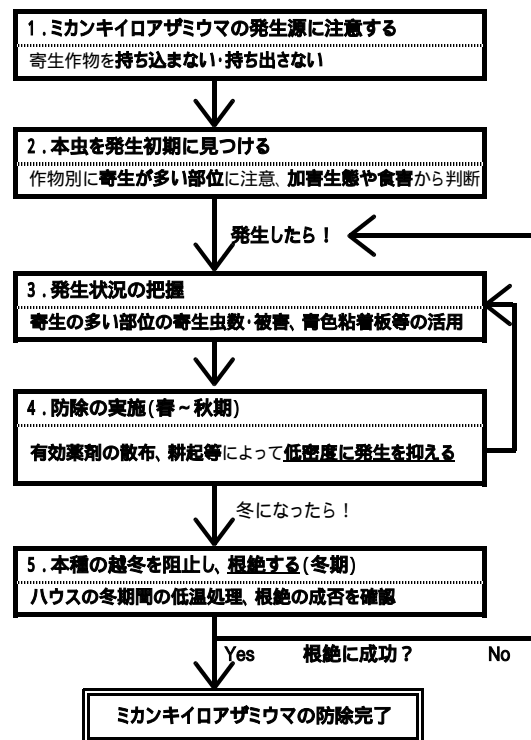 1.ミカンキイロアザミウマの発生源に注意する
寄生作物を持ち込まない・持ち出さない
2.本虫を発生初期に見つける
作物別に寄生が多い部位に注意、加害生態や食害から判断
発生したら!
3.発生状況の把握
寄生の多い部位の寄生虫数・被害、青色粘着板等の活用
4.防除の実施(春~秋期)
有効薬剤の散布、耕起等によって低密度に発生を抑える
冬になったら!
5.本種の越冬を阻止し、根絶する(冬期)
ハウスの冬期間の低温処理、根絶の成否を確認
Yes 根絶に成功? No
ミカンキイロアザミウマの防除完了